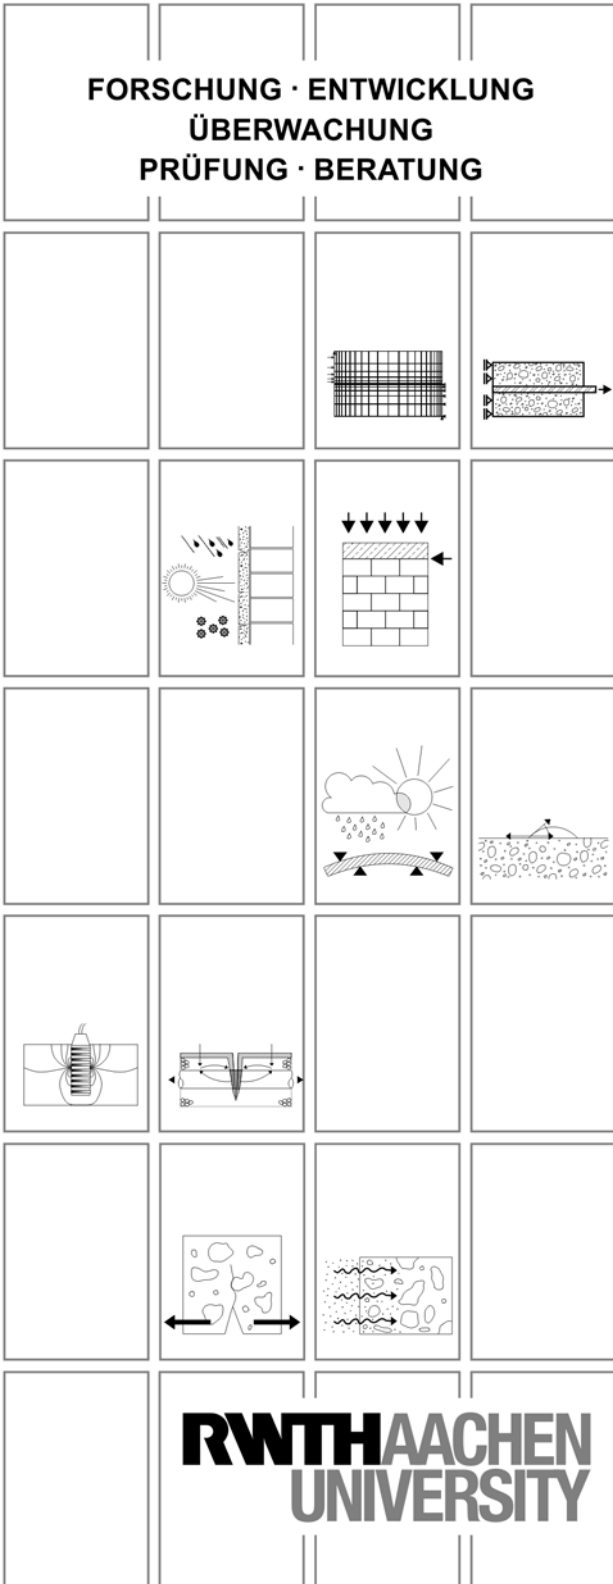 FORSCHUNG · ENTWICKLUNG
ÜBERWACHUNG
PRÜFUNG · BERATUNG
RWTHAACHEN
UNIVERSITY